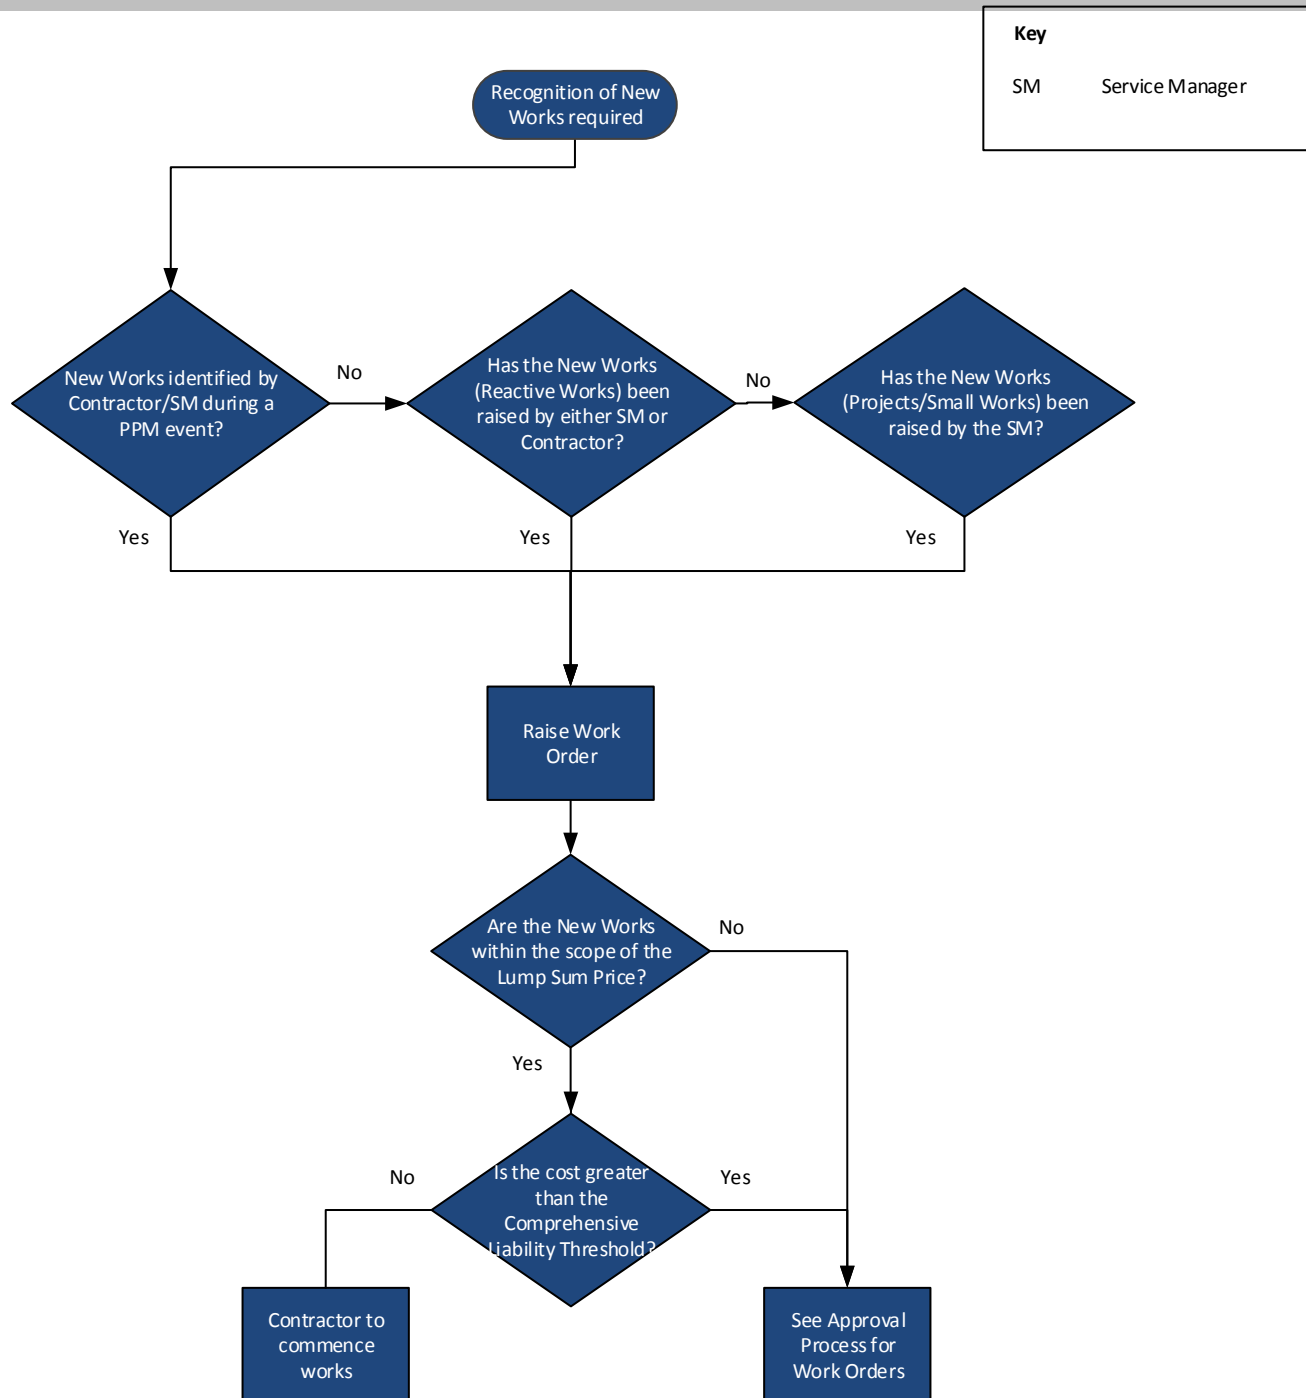 Key
SM Service Manager
Recognition of New
Works required
New Works identified by
Contractor/SM during a
PPM event?
No
Has the New Works
(Reactive Works) been
raised by either SM or
Contractor?
No
Has the New Works
(Projects/Small Works) been
raised by the SM?
Yes
Yes
Yes
Raise Work
Order
Are the New Works
within the scope of the
Lump Sum Price?
No
Yes
Is the cost greater
than the
Comprehensive
Liability Threshold?
No
Yes
Contractor to
commence
works
See Approval
Process for
Work Orders